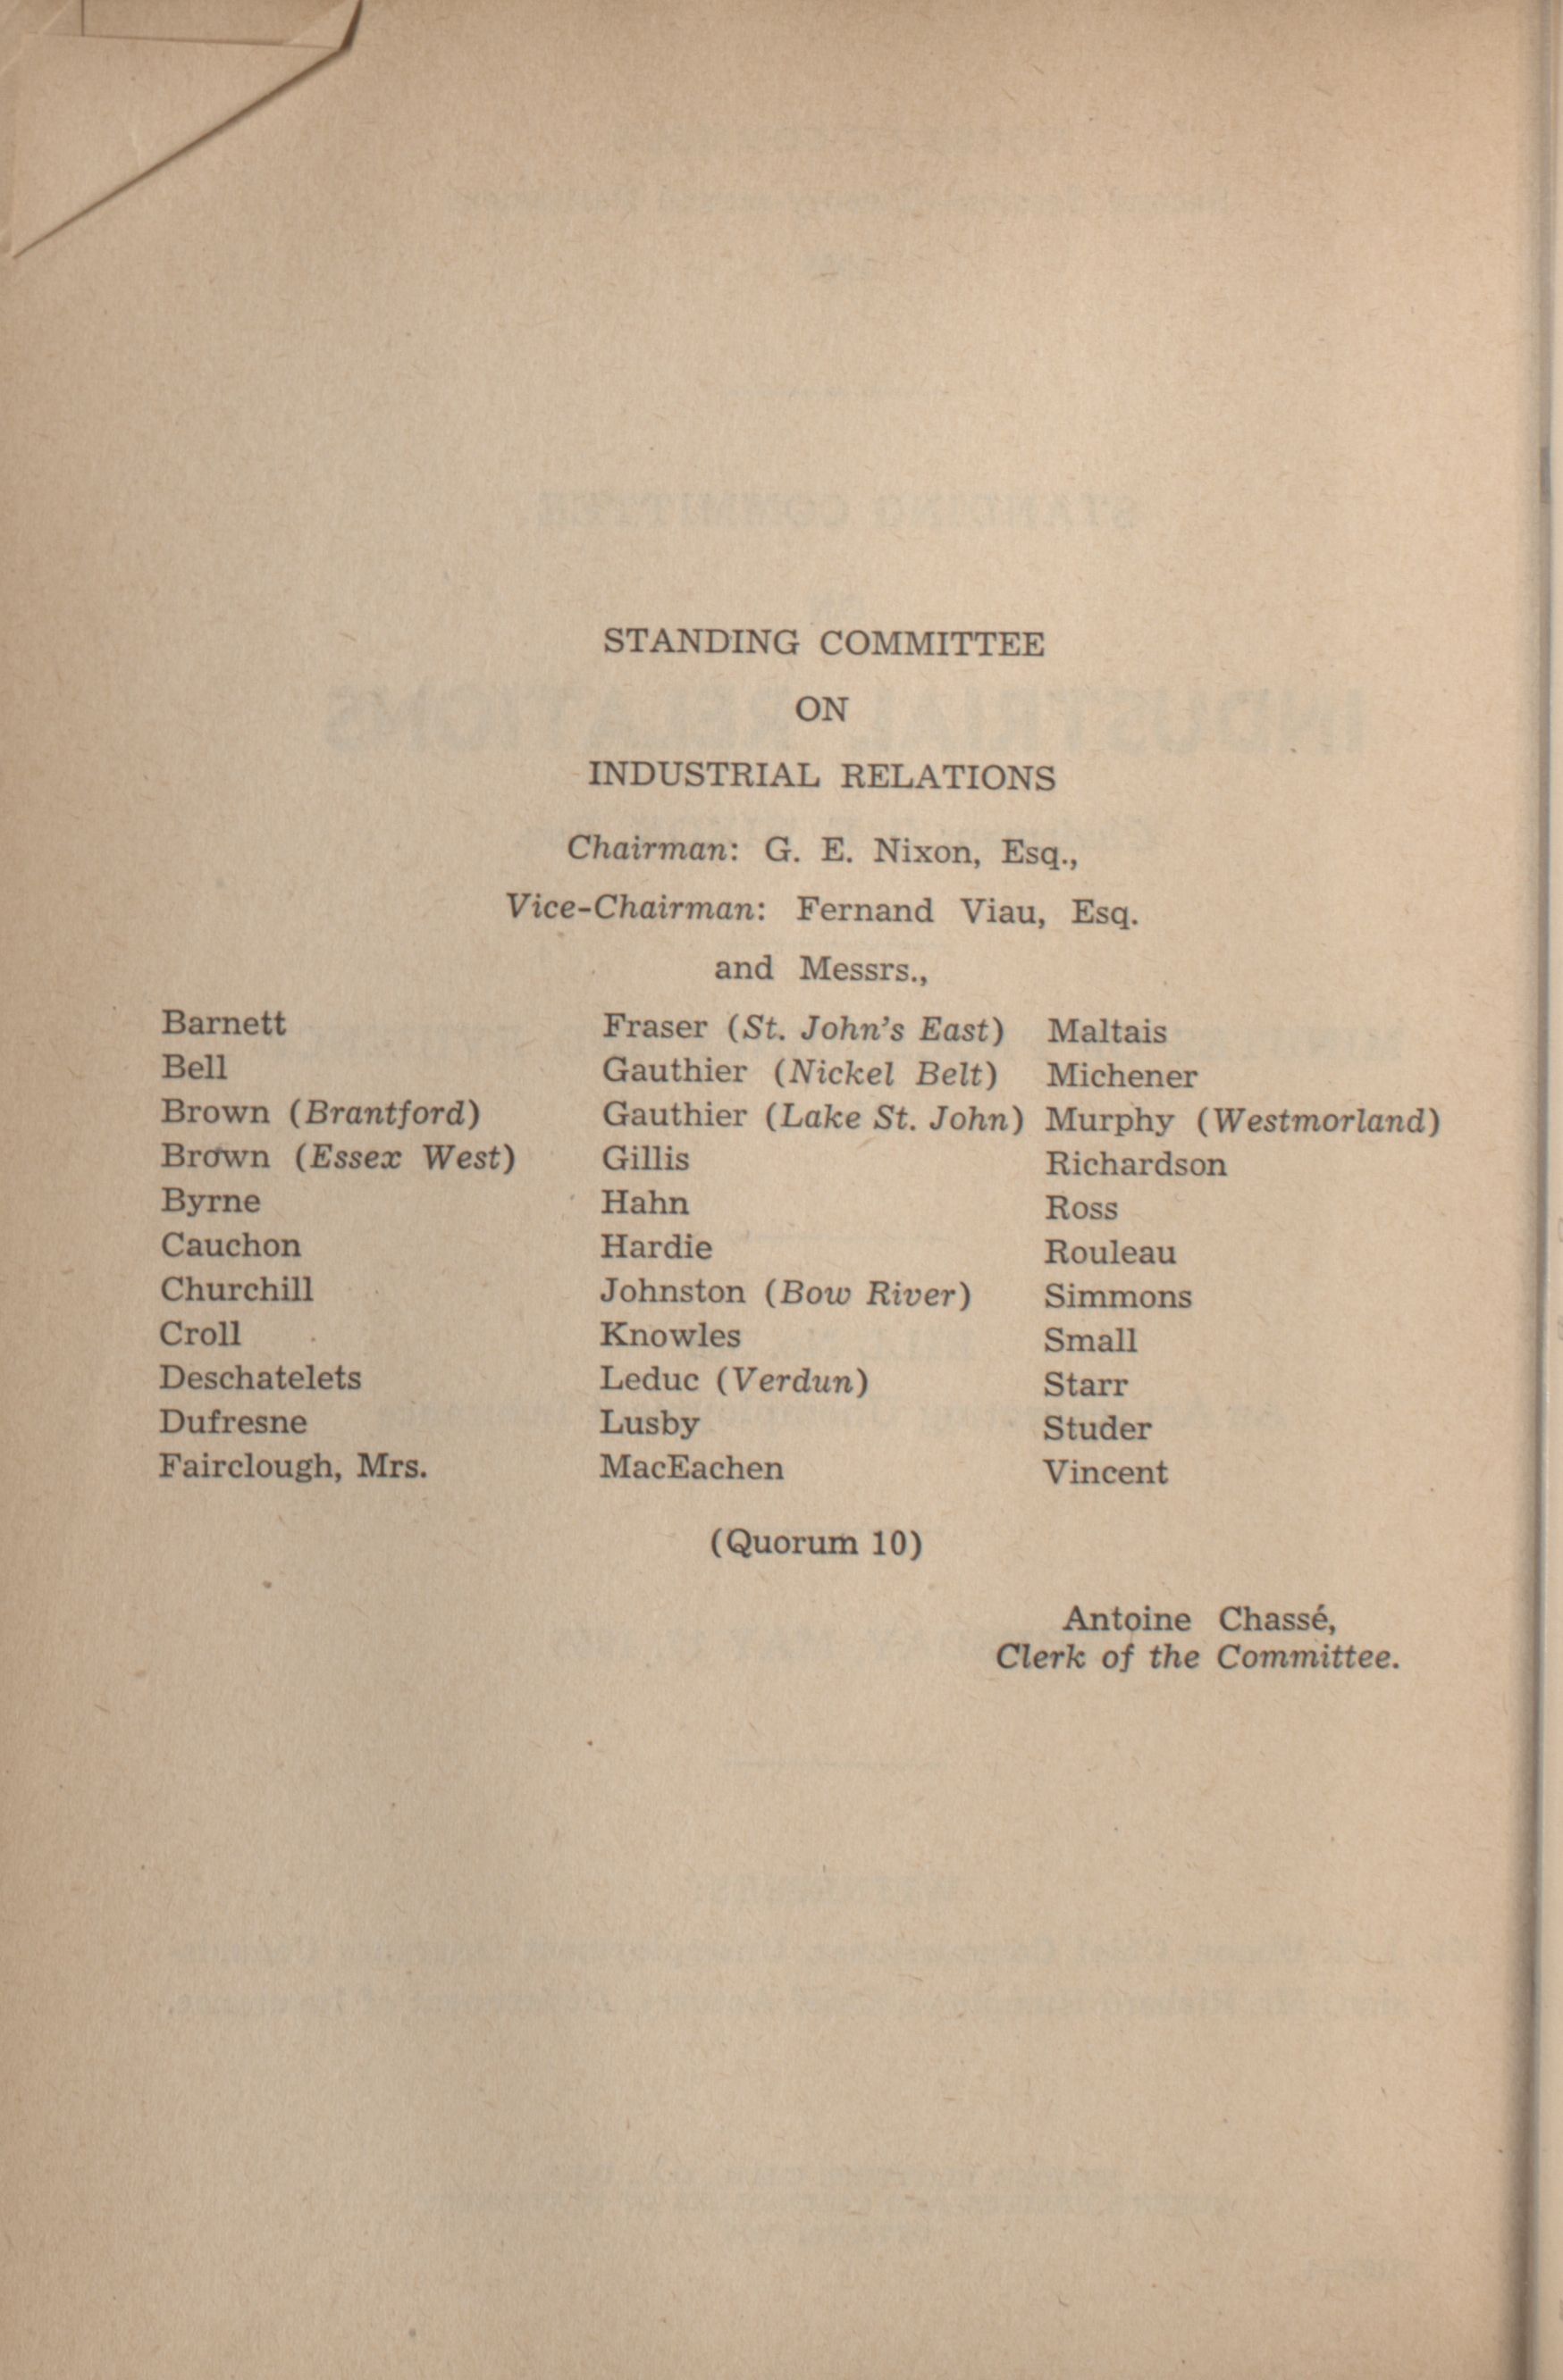 STANDING COMMITTEE
ON
INDUSTRIAL RELATIONS
Chairman: G. E. Nixon, Esq.,
Vice-Chairman: Fernand Viau, Esq.
and Messrs.,
Barnett
Bell
Brown (Brantford)
Brown (Essex West)
Byrne
Cauchon
Churchill
Croll
Deschatelets
Dufresne
Fairclough, Mrs.
Fraser (St. John's East)
Gauthier (Nickel Belt)
Gauthier (Lake St. John)
Gillis
Hahn
Hardie
Johnston (Bow River)
Knowles
Leduc (Verdun)
Lusby
MacEachen
Maltais
Michener
Murphy (Westmorland)
Richardson
Ross
Rouleau
Simmons
Small
Starr
Studer
Vincent
(Quorum 10)
Antoine Chassé,
Clerk of the Committee.